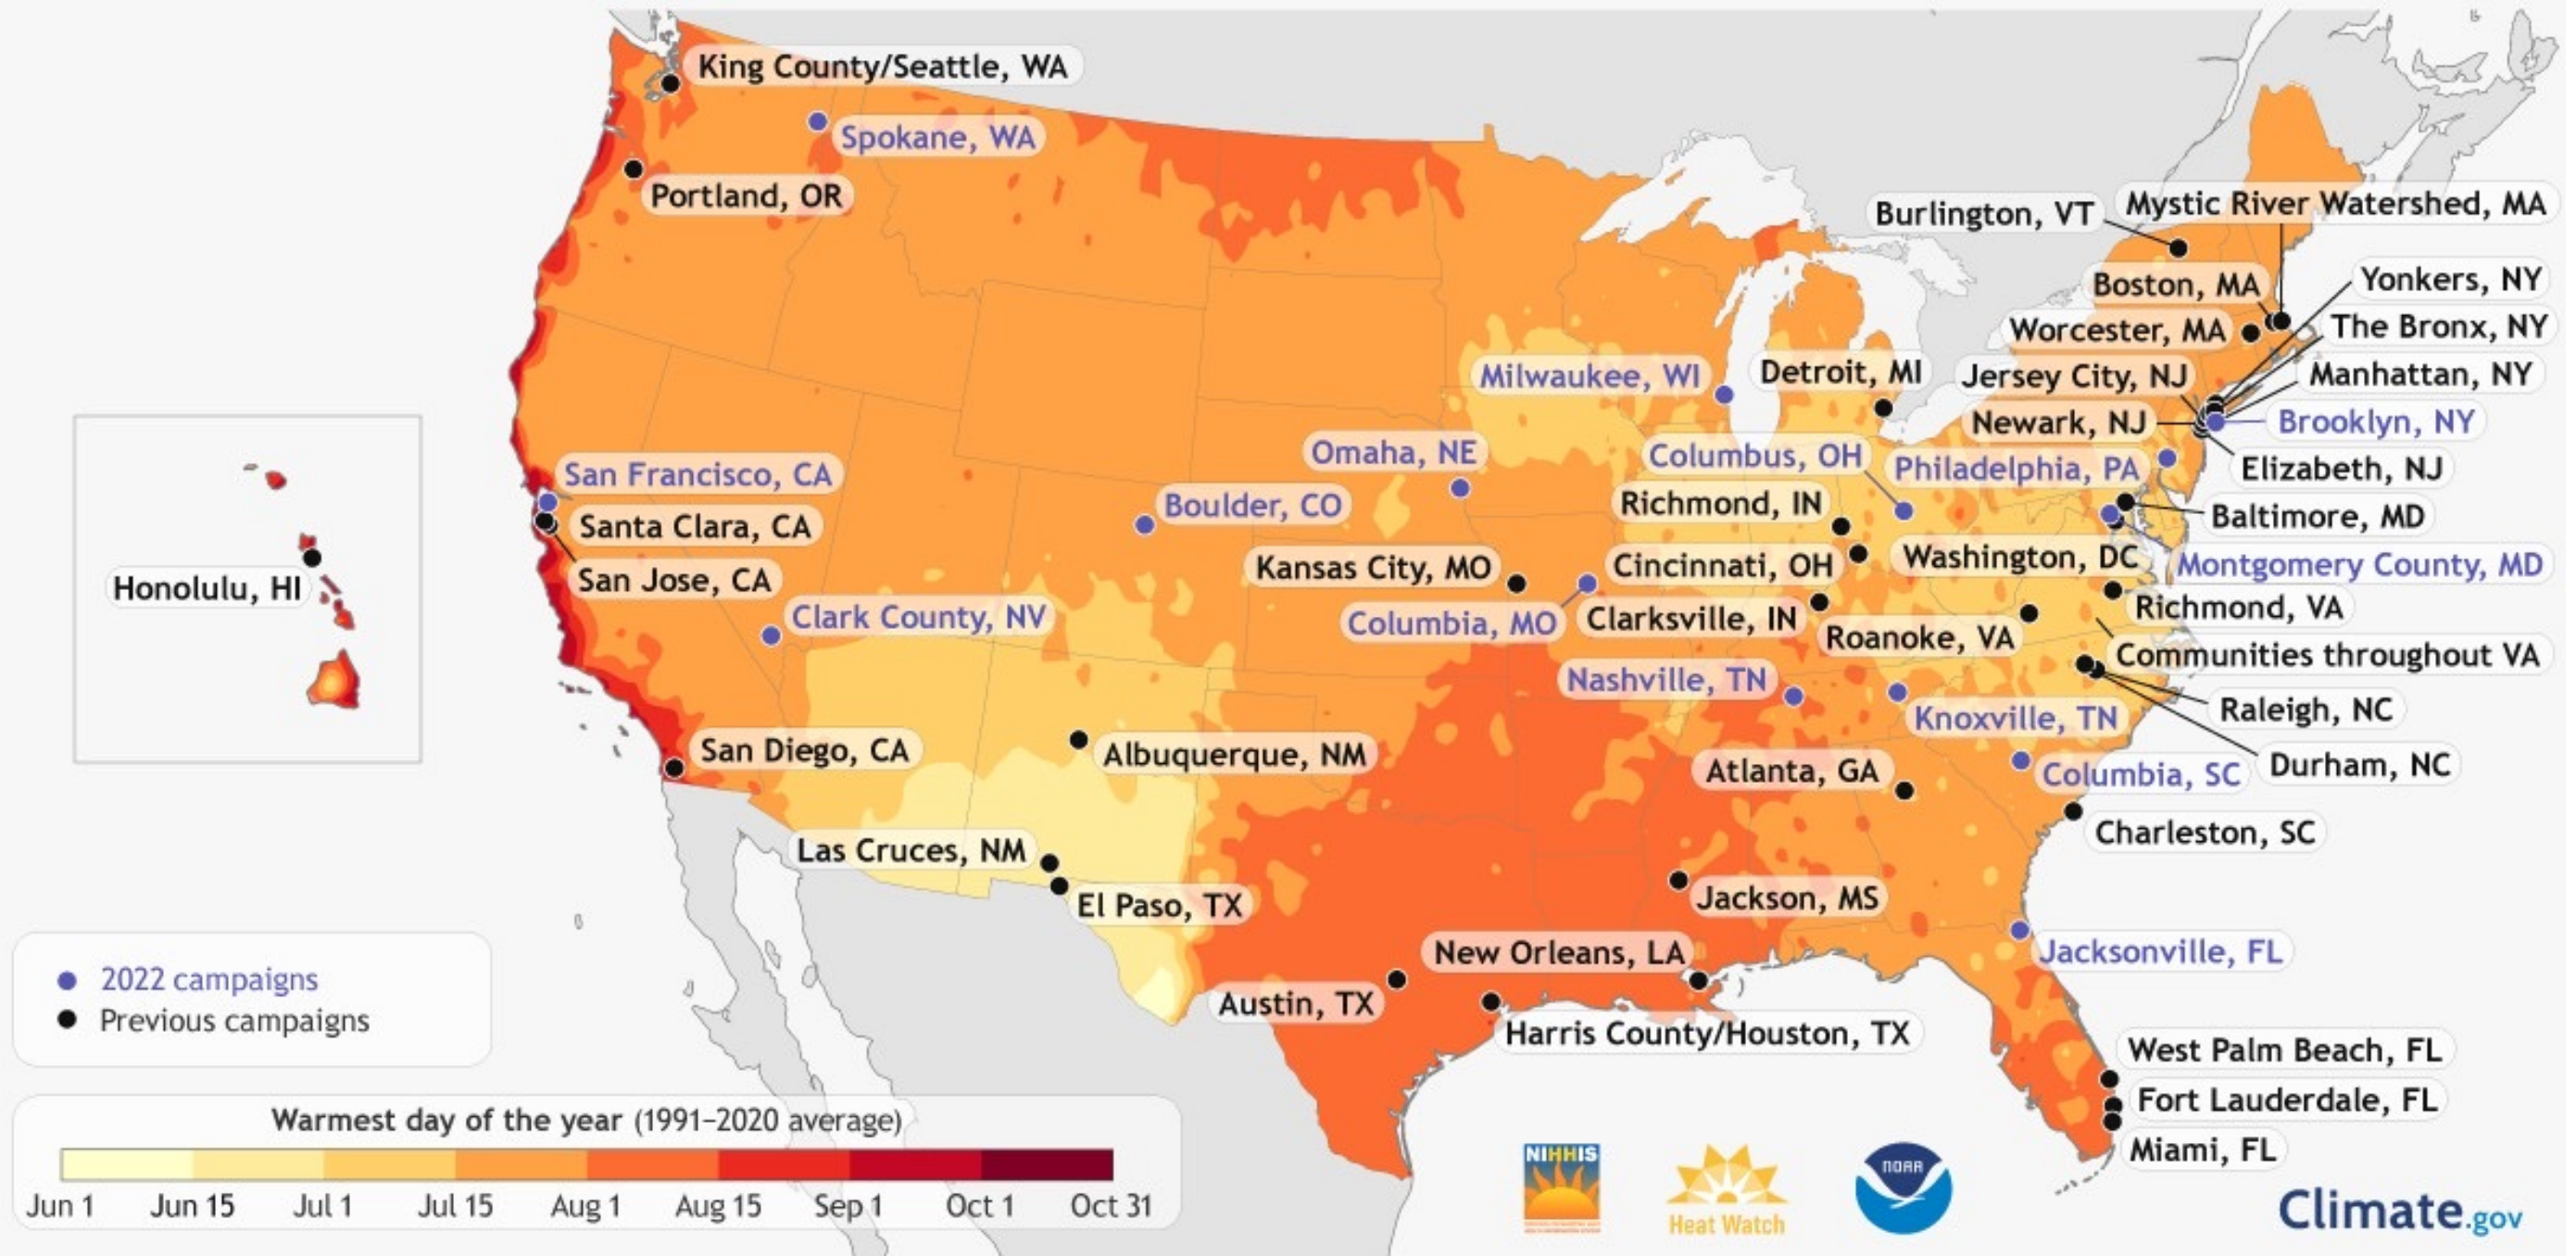 King County/Seattle, WA
Spokane, WA
Portland, OR
Burlington, VT
Mystic River Watershed, MA
Boston, MA
Yonkers, NY
Worcester, MA
The Bronx, NY
Milwaukee, WI
Detroit, MI
Jersey City, NJ
Manhattan, NY
Newark, NJ
Brooklyn, NY
Omaha, NE
Columbus, OH
Philadelphia, PA
Elizabeth, NJ
San Francisco, CA
Boulder, CO
Richmond, IN
Baltimore, MD
Santa Clara, CA
Kansas City, MO
Cincinnati, OH
Washington, DC
Montgomery County, MD
San Jose, CA
Honolulu, HI
Clark County, NV
Columbia, MO
Clarksville, IN
Roanoke, VA
Richmond, VA
Communities throughout VA
Nashville, TN
Knoxville, TN
Raleigh, NC
San Diego, CA
Albuquerque, NM
Atlanta, GA
Columbia, SC
Durham, NC
Charleston, SC
Las Cruces, NM
El Paso, TX
Jackson, MS
New Orleans, LA
Jacksonville, FL
Austin, TX
Harris County/Houston, TX
West Palm Beach, FL
Fort Lauderdale, FL
Miami, FL
2022 campaigns
Previous campaigns
Warmest day of the year (1991–2020 average)
Jun 1 Jun 15 Jul 1 Jul 15 Aug 1 Aug 15 Sep 1 Oct 1 Oct 31
NIHHIS
Heat Watch
NOAA
Climate.gov